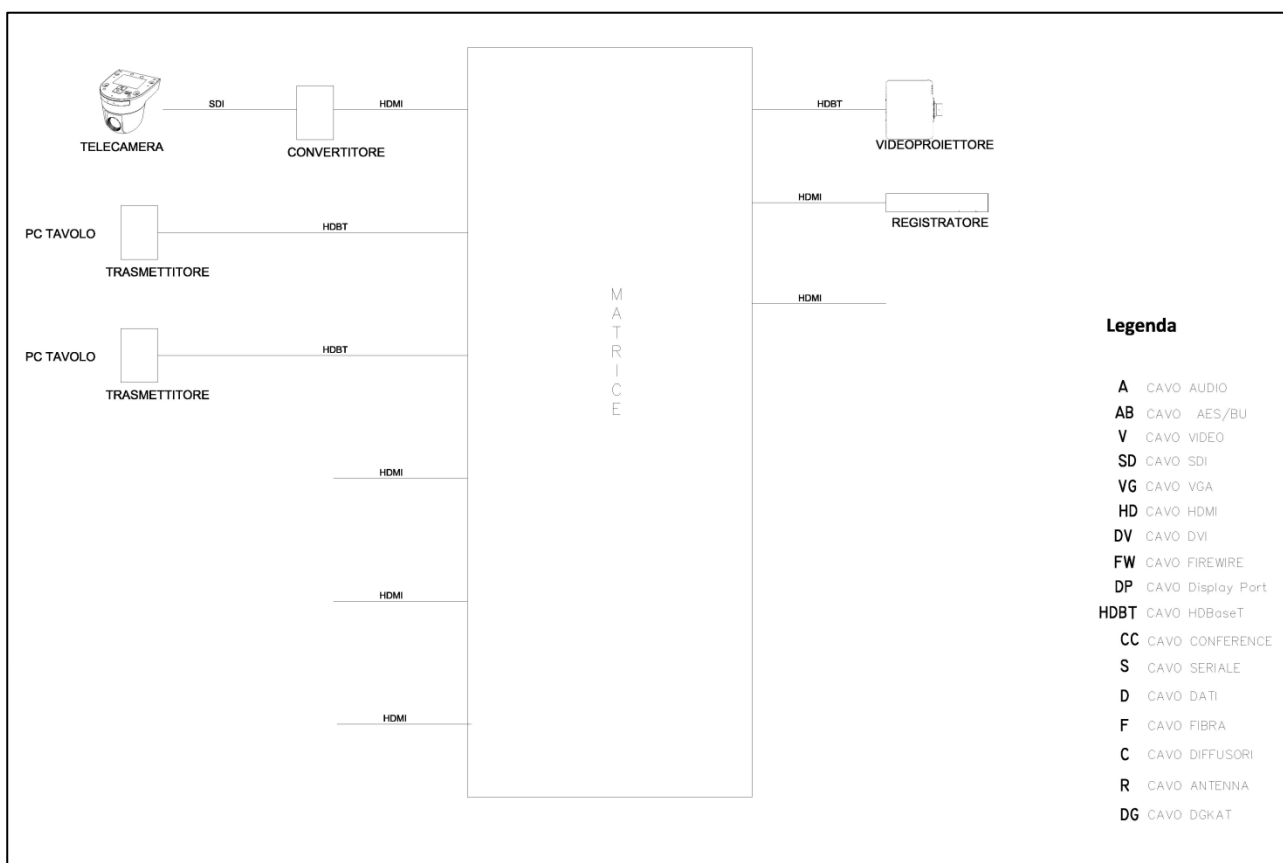 SDI
HDMI
TELECAMERA
CONVERTITORE
HDBT
VIDEOPROIETTORE
HDMI
REGISTRATORE
PC TAVOLO
HDBT
TRASMETTITORE
HDMI
PC TAVOLO
HDBT
TRASMETTITORE
MATRICE
HDMI
HDMI
HDMI
Legenda
A CAVO AUDIO
AB CAVO AES/BU
V CAVO VIDEO
SD CAVO SDI
VG CAVO VGA
HD CAVO HDMI
DV CAVO DVI
FW CAVO FIREWIRE
DP CAVO Display Port
HDBT CAVO HDBaseT
CC CAVO CONFERENCE
S CAVO SERIALE
D CAVO DATI
F CAVO FIBRA
C CAVO DIFFUSORI
R CAVO ANTENNA
DG CAVO DGKAT